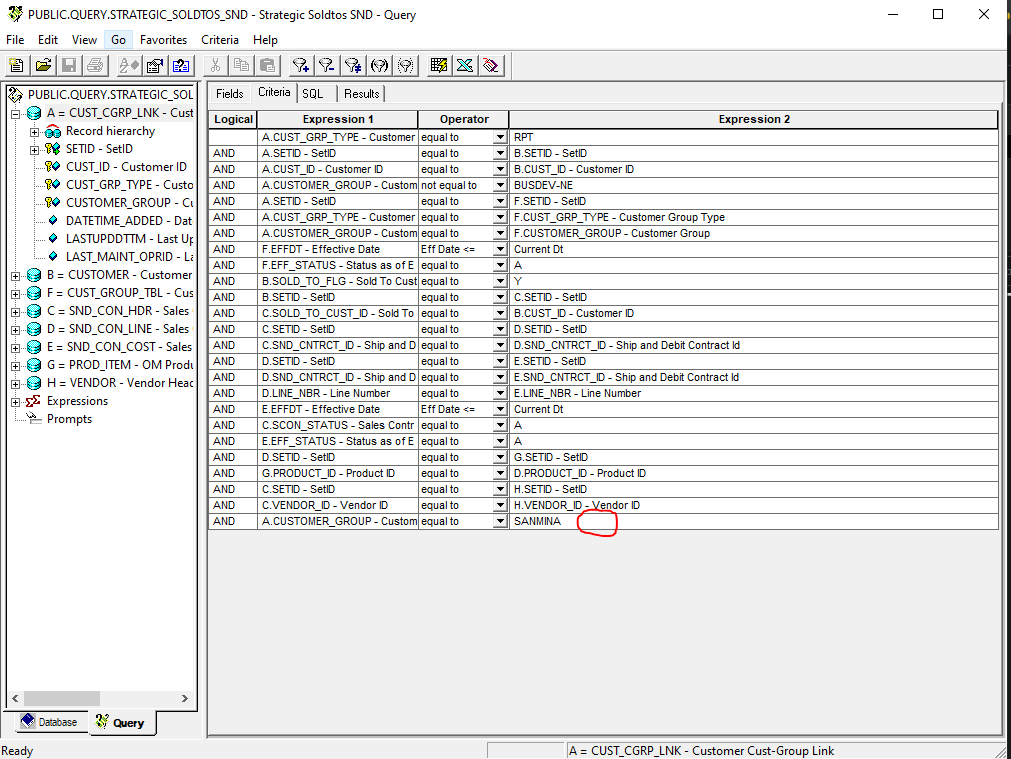 PUBLIC.QUERY.STRATEGIC_SOLDTOS_SND - Strategic Soldtos SND - Query
File Edit View Go Favorites Criteria Help
PUBLIC.QUERY.STRATEGIC_SOL
A = CUST_CGRP_LNK - Cust
Record hierarchy
SETID - SetID
CUST_ID - Customer ID
CUST_GRP_TYPE - Custo
CUSTOMER_GROUP - Cu
DATETIME_ADDED - Date
LASTUPDDTTM - Last Up
LAST_MAINT_OPRID - La
B = CUSTOMER - Customer
F = CUST_GROUP_TBL - Cus
C = SND_CON_HDR - Sales
D = SND_CON_LINE - Sales
E = SND_CON_COST - Sales
G = PROD_ITEM - OM Produ
H = VENDOR - Vendor Head
Expressions
Prompts
Database Query
Fields Criteria SQL Results
Logical Expression 1 Operator Expression 2
A.CUST_GRP_TYPE - Customer equal to RPT
AND A.SETID - SetID equal to B.SETID - SetID
AND A.CUST_ID - Customer ID equal to B.CUST_ID - Customer ID
AND A.CUSTOMER_GROUP - Custom not equal to BUSDEV-NE
AND A.SETID - SetID equal to F.SETID - SetID
AND A.CUST_GRP_TYPE - Customer equal to F.CUST_GRP_TYPE - Customer Group Type
AND A.CUSTOMER_GROUP - Custom equal to F.CUSTOMER_GROUP - Customer Group
AND F.EFFDT - Effective Date Eff Date <= Current Dt
AND F.EFF_STATUS - Status as of E equal to A
AND B.SOLD_TO_FLG - Sold To Cust equal to Y
AND B.SETID - SetID equal to C.SETID - SetID
AND C.SOLD_TO_CUST_ID - Sold To equal to B.CUST_ID - Customer ID
AND C.SETID - SetID equal to D.SETID - SetID
AND C.SND_CNTRCT_ID - Ship and D equal to D.SND_CNTRCT_ID - Ship and Debit Contract Id
AND D.SETID - SetID equal to E.SETID - SetID
AND D.SND_CNTRCT_ID - Ship and D equal to E.SND_CNTRCT_ID - Ship and Debit Contract Id
AND D.LINE_NBR - Line Number equal to E.LINE_NBR - Line Number
AND E.EFFDT - Effective Date Eff Date <= Current Dt
AND C.SCON_STATUS - Sales Contr equal to A
AND E.EFF_STATUS - Status as of E equal to A
AND D.SETID - SetID equal to G.SETID - SetID
AND G.PRODUCT_ID - Product ID equal to D.PRODUCT_ID - Product ID
AND C.SETID - SetID equal to H.SETID - SetID
AND C.VENDOR_ID - Vendor ID equal to H.VENDOR_ID - Vendor ID
AND A.CUSTOMER_GROUP - Custom equal to SANMINA
Ready A = CUST_CGRP_LNK - Customer Cust-Group Link